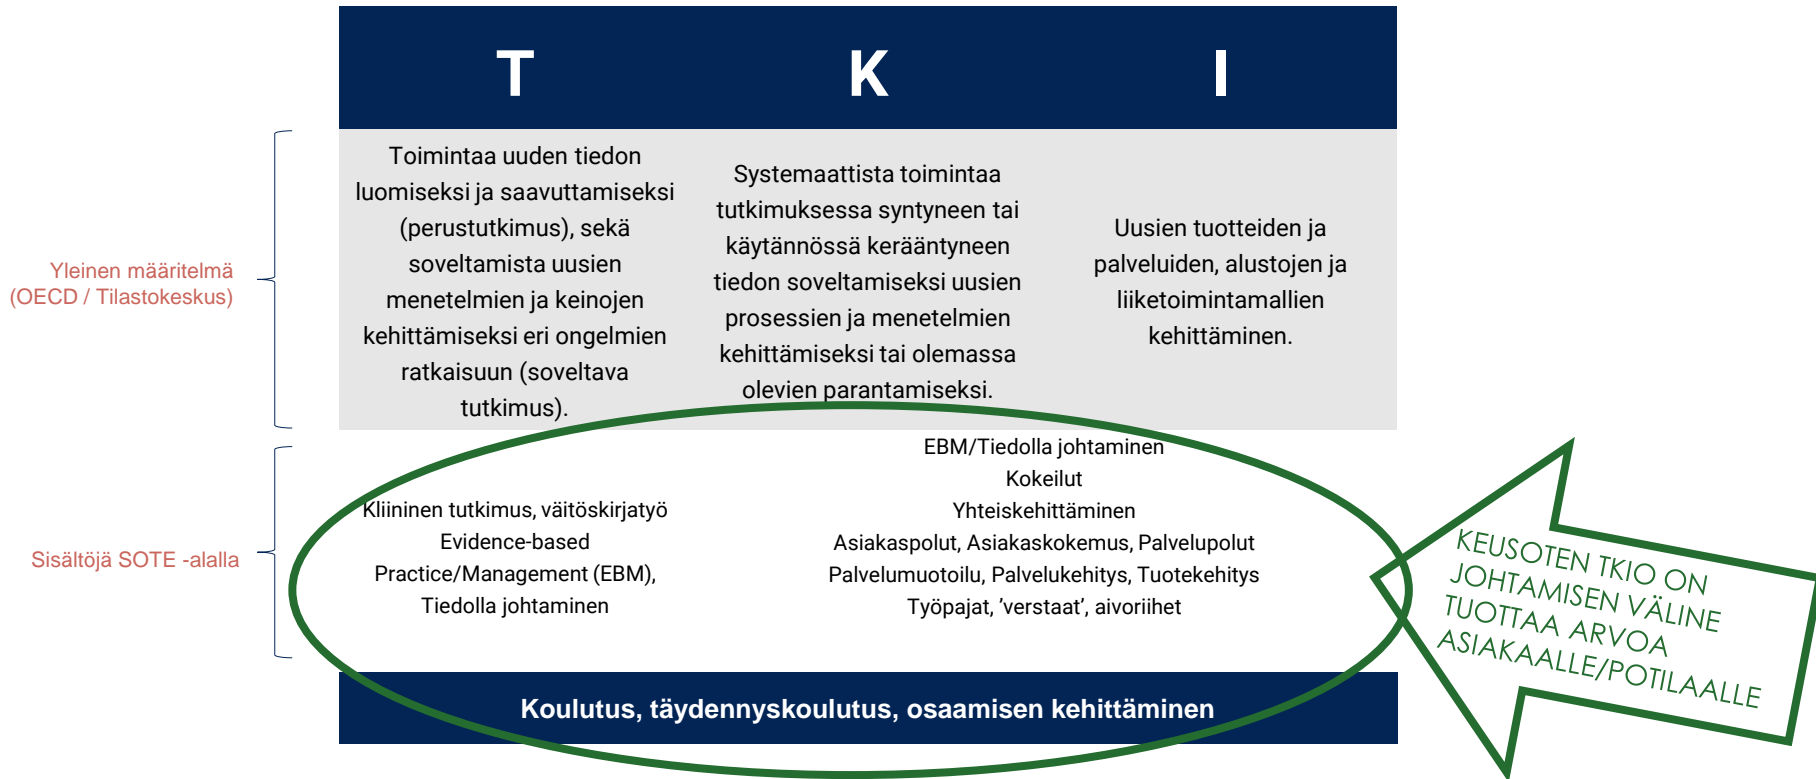 T
K
I
Yleinen määritelmä
(OECD / Tilastokeskus)
Toimintaa uuden tiedon
luomiseksi ja saavuttamiseksi
(perustutkimus), sekä
soveltamista uusien
menetelmien ja keinojen
kehittämiseksi eri ongelmien
ratkaisuun (soveltava
tutkimus).
Systemaattista toimintaa
tutkimuksessa syntyneen tai
käytännössä kerääntyneen
tiedon soveltamiseksi uusien
prosessien ja menetelmien
kehittämiseksi tai olemassa
olevien parantamiseksi.
Uusien tuotteiden ja
palveluiden, alustojen ja
liiketoimintamallien
kehittäminen.
Sisältöjä SOTE -alalla
Kliininen tutkimus, väitöskirjatyö
Evidence-based
Practice/Management (EBM),
Tiedolla johtaminen
EBM/Tiedolla johtaminen
Kokeilut
Yhteiskehittäminen
Asiakaspolut, Asiakaskokemus, Palvelupolut
Palvelumuotoilu, Palvelukehitys, Tuotekehitys
Työpajat, ’verstaat’, aivoriihet
KEUSOTEN TKIO ON
JOHTAMISEN VÄLINE
TUOTTAA ARVOA
ASIAKAALLE/POTILAALLE
Koulutus, täydennyskoulutus, osaamisen kehittäminen